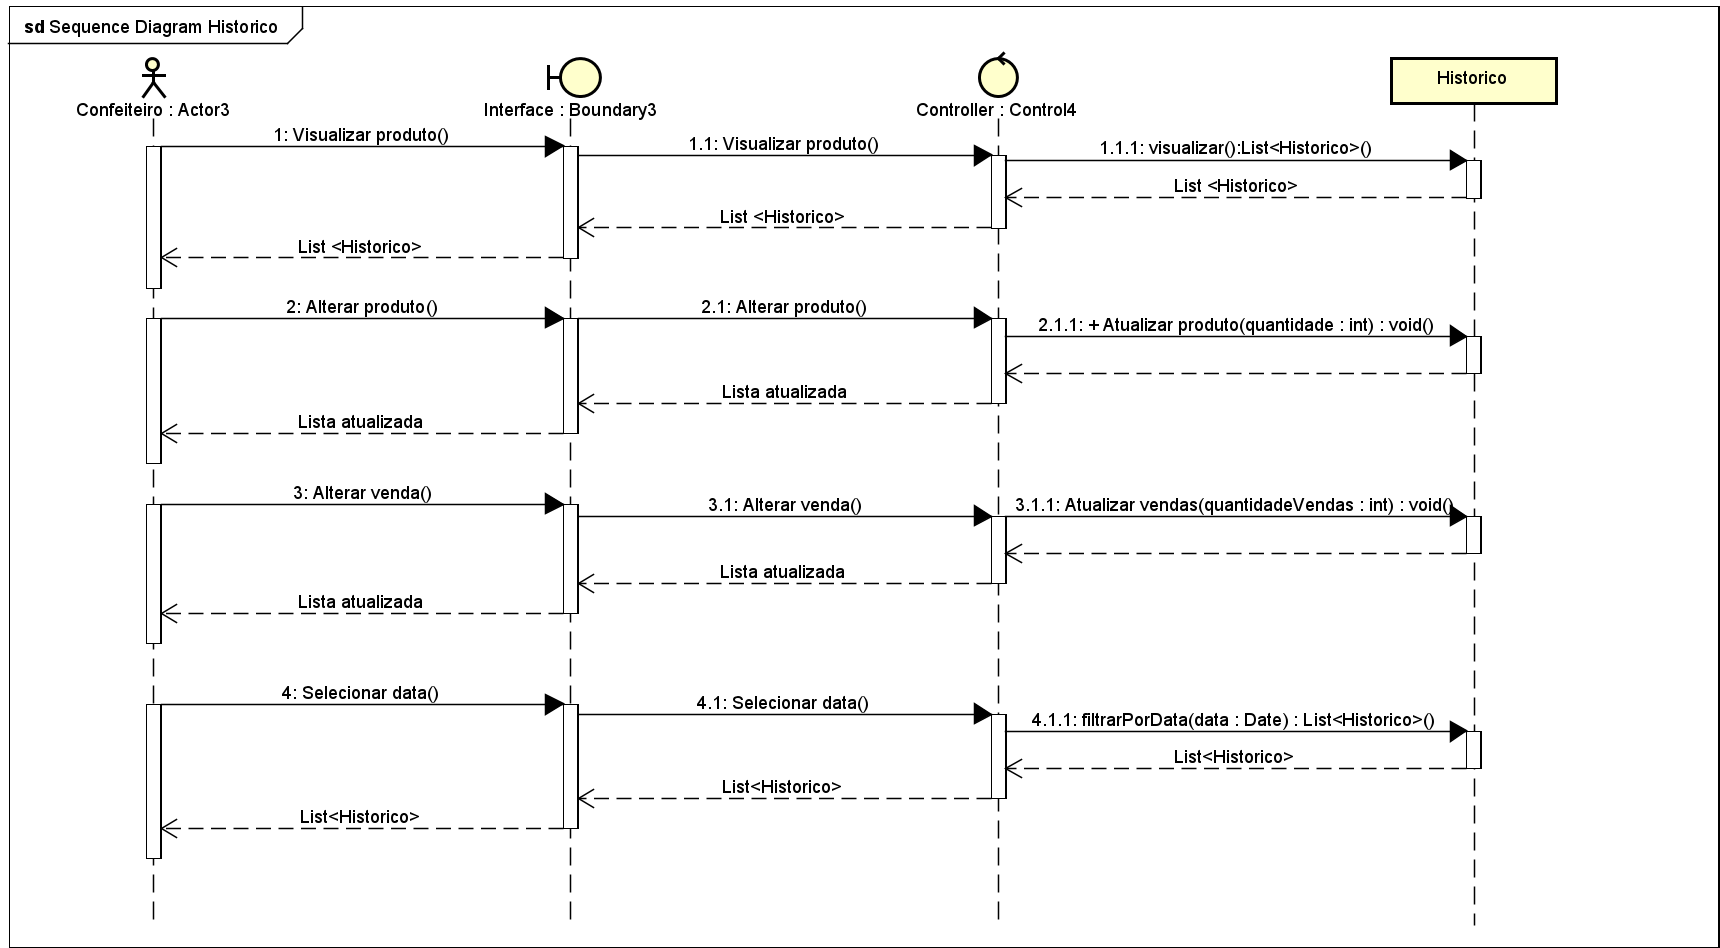 sd Sequence Diagram Historico
Confeiteiro : Actor3
Interface : Boundary3
Controller : Control4
Historico
1: Visualizar produto()
1.1: Visualizar produto()
1.1.1: visualizar():List<Historico>()
List <Historico>
List <Historico>
List <Historico>
2: Alterar produto()
2.1: Alterar produto()
2.1.1: + Atualizar produto(quantidade : int) : void()
Lista atualizada
Lista atualizada
3: Alterar venda()
3.1: Alterar venda()
3.1.1: Atualizar vendas(quantidadeVendas : int) : void()
Lista atualizada
Lista atualizada
4: Selecionar data()
4.1: Selecionar data()
4.1.1: filtrarPorData(data : Date) : List<Historico>()
List<Historico>
List<Historico>
List<Historico>